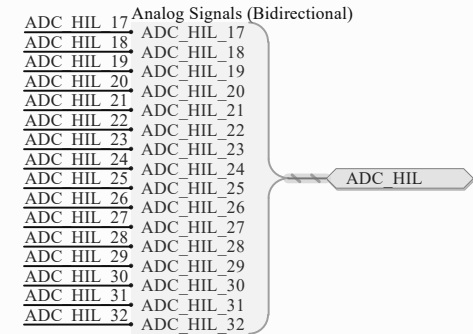 Analog Signals (Bidirectional)
ADC_HIL_17 ADC_HIL_17
ADC_HIL_18 ADC_HIL_18
ADC_HIL_19 ADC_HIL_19
ADC_HIL_20 ADC_HIL_20
ADC_HIL_21 ADC_HIL_21
ADC_HIL_22 ADC_HIL_22
ADC_HIL_23 ADC_HIL_23
ADC_HIL_24 ADC_HIL_24
ADC_HIL_25 ADC_HIL_25
ADC_HIL_26 ADC_HIL_26
ADC_HIL_27 ADC_HIL_27
ADC_HIL_28 ADC_HIL_28
ADC_HIL_29 ADC_HIL_29
ADC_HIL_30 ADC_HIL_30
ADC_HIL_31 ADC_HIL_31
ADC_HIL_32 ADC_HIL_32
ADC_HIL